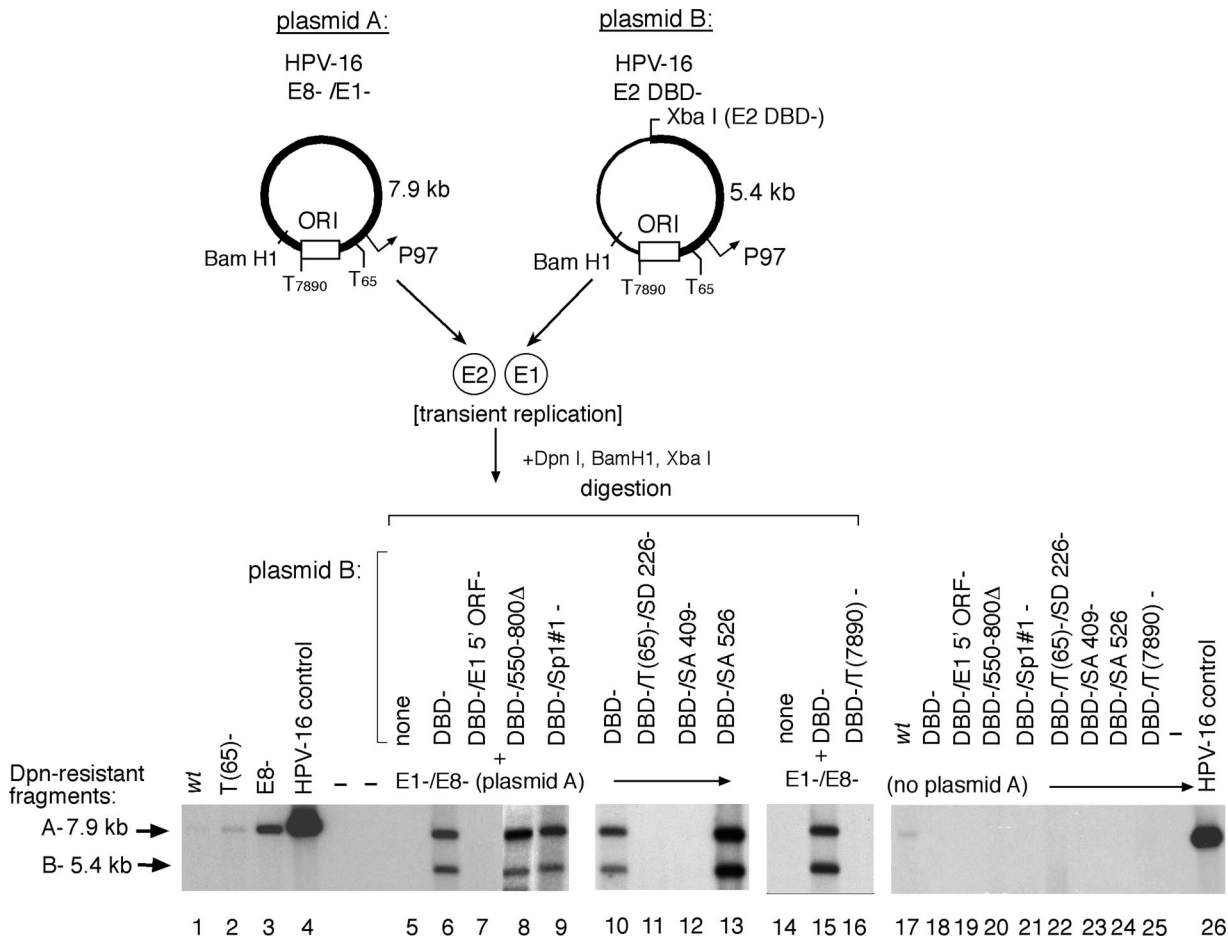 plasmid A:
HPV-16
E8- /E1-
7.9 kb
ORI
Bam H1
T7890
T65
P97
plasmid B:
HPV-16
E2 DBD-
Xba I (E2 DBD-)
5.4 kb
ORI
Bam H1
T7890
T65
P97
E2 E1
[transient replication]
+Dpn I, BamH1, Xba I
digestion
plasmid B:
wt
T(65)-
E8-
HPV-16 control
–
–
none
DBD-
DBD-/E1 5' ORF-
DBD-/550-800Δ
DBD-/Sp1#1 -
+
E1-/E8- (plasmid A)
DBD-
DBD-/T(65)-/SD 226-
DBD-/SA 409-
DBD-/SA 526
none
DBD-
DBD-/T(7890) -
+
E1-/E8-
wt
DBD-
DBD-/E1 5' ORF-
DBD-/550-800Δ
DBD-/Sp1#1 -
DBD-/T(65)-/SD 226-
DBD-/SA 409-
DBD-/SA 526
DBD-/T(7890) -
–
HPV-16 control
(no plasmid A)
Dpn-resistant
fragments:
A- 7.9 kb
B- 5.4 kb
1 2 3 4 5 6 7 8 9 10 11 12 13 14 15 16 17 18 19 20 21 22 23 24 25 26